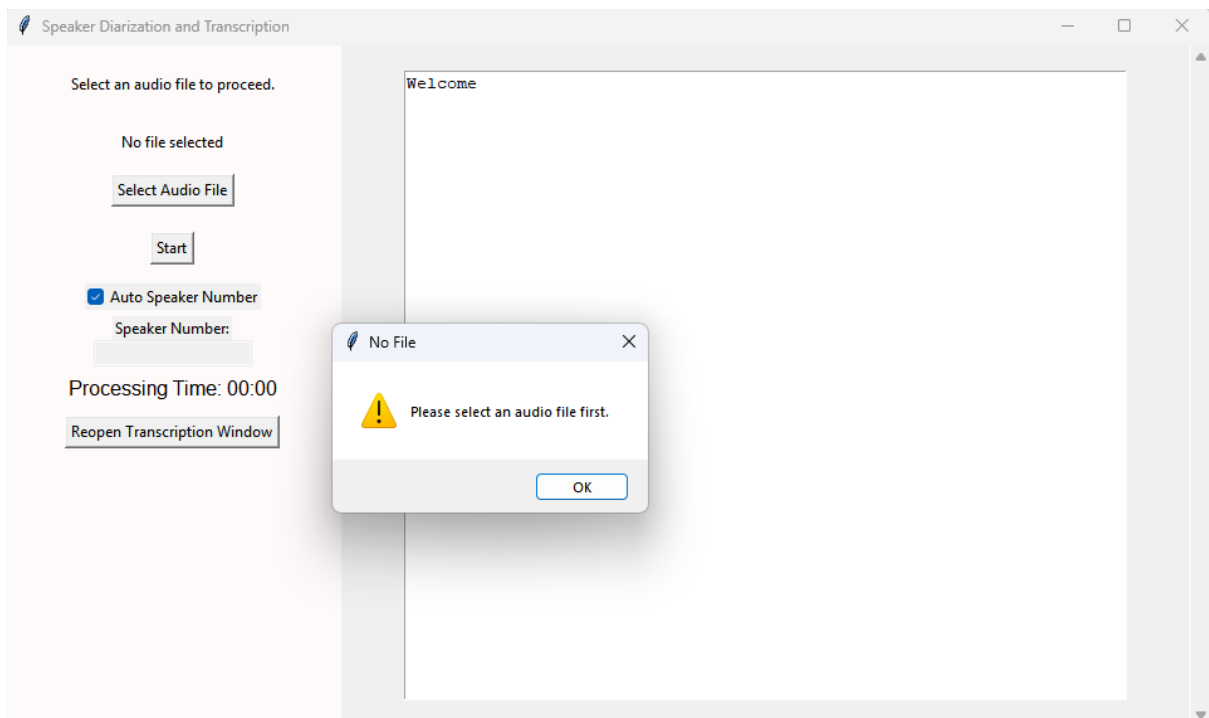 Speaker Diarization and Transcription
Select an audio file to proceed.
No file selected
Select Audio File
Start
Auto Speaker Number
Speaker Number:
Processing Time: 00:00
Reopen Transcription Window
Welcome
No File
Please select an audio file first.
OK